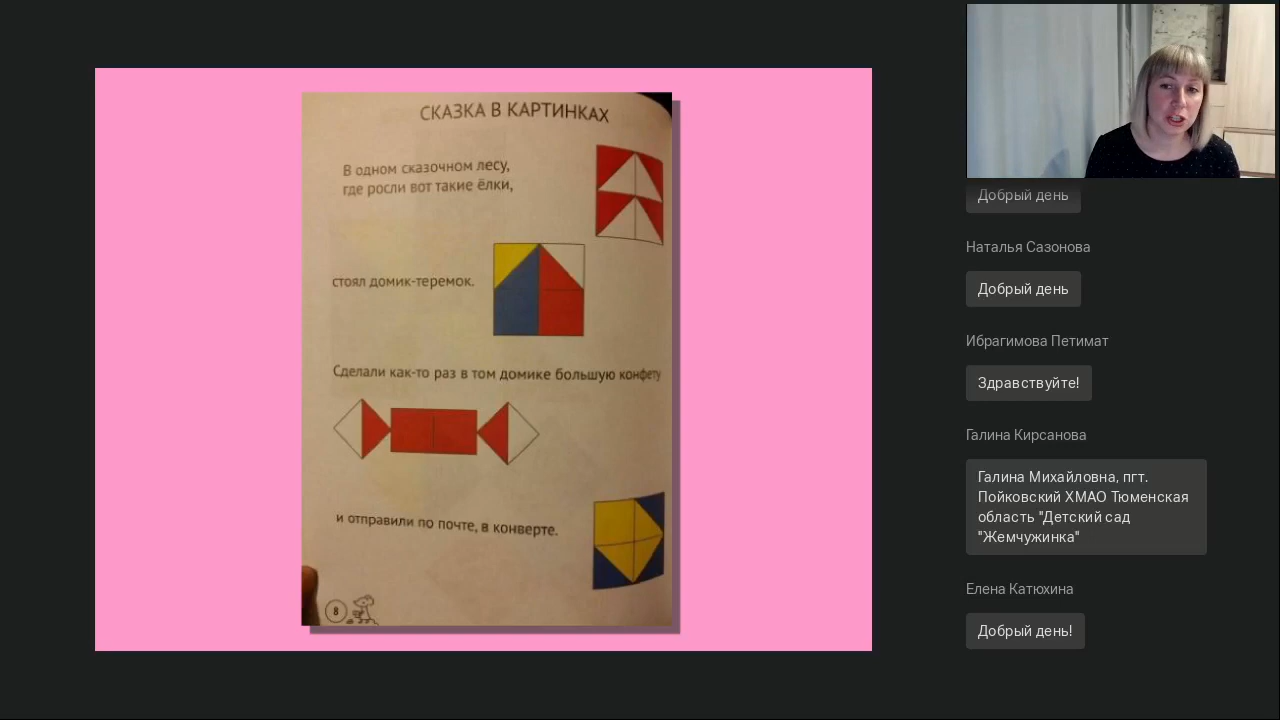 СКАЗКА В КАРТИНКАХ
В одном сказочном лесу,
где росли вот такие ёлки,
стоял домик-теремок.
Сделали как-то раз в том домике большую конфету
и отправили по почте, в конверте.
8
Добрый день
Наталья Сазонова
Добрый день
Ибрагимова Петимат
Здравствуйте!
Галина Кирсанова
Галина Михайловна, пгт.
Пойковский ХМАО Тюменская
область "Детский сад
"Жемчужинка"
Елена Катюхина
Добрый день!